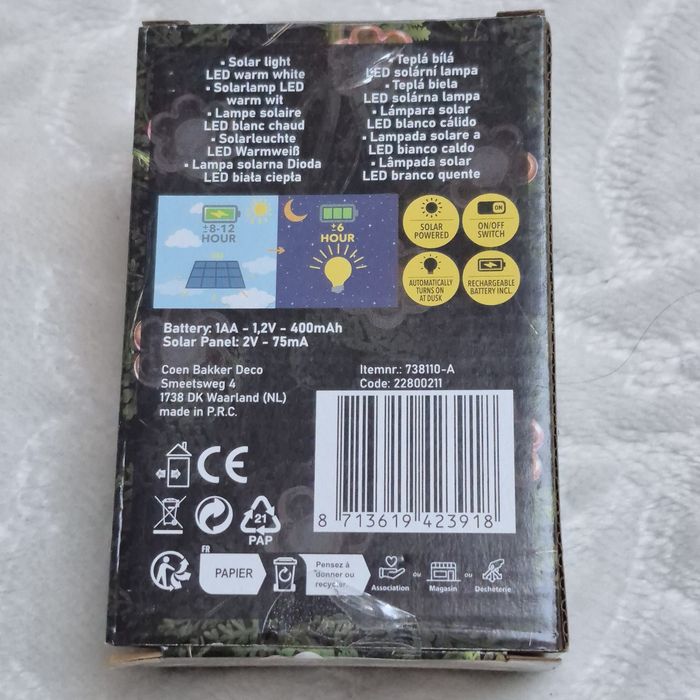 • Solar light
LED warm white
• Solarlamp LED
warm wit
• Lampe solaire
LED blanc chaud
• Solarleuchte
LED Warmweiß
• Lampa solarna Dioda
LED biała ciepła
• Teplá bílá
LED solární lampa
• Teplá biela
LED solárna lampa
• Lámpara solar
LED blanco cálido
• Lampada solare a
LED bianco caldo
• Lâmpada solar
LED branco quente
±8-12
HOUR
±6
HOUR
SOLAR
POWERED
ON
ON/OFF
SWITCH
AUTOMATICALLY
TURNS ON
AT DUSK
RECHARGEABLE
BATTERY INCL.
Battery: 1AA - 1,2V - 400mAh
Solar Panel: 2V - 75mA
Coen Bakker Deco
Smeetsweg 4
1738 DK Waarland (NL)
made in P.R.C.
Itemnr.: 738110-A
Code: 22800211
CE
8 713619 423918
21
PAP
FR
PAPIER
Pensez à
donner ou
recycler.
Association
ou
Magasin
ou
Déchèterie